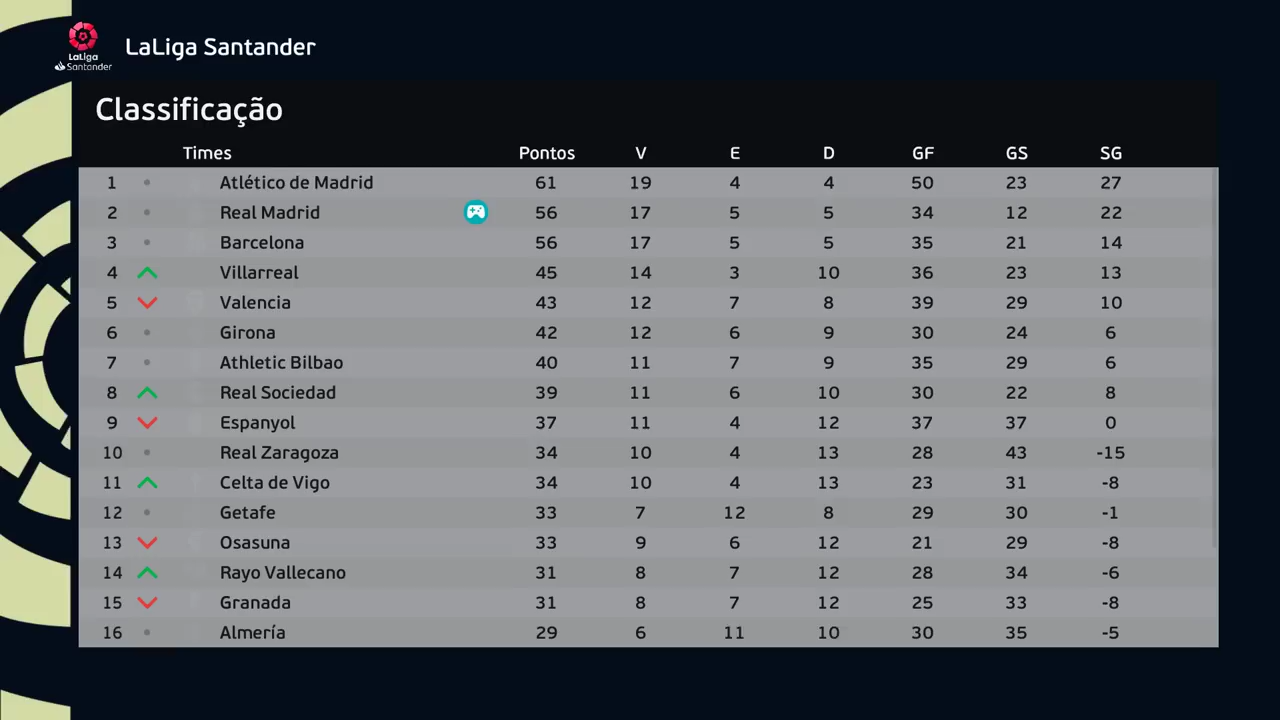 LaLiga Santander
LaLiga
Santander
Classificação
Times Pontos V E D GF GS SG
1 Atlético de Madrid 61 19 4 4 50 23 27
2 Real Madrid 56 17 5 5 34 12 22
3 Barcelona 56 17 5 5 35 21 14
4 Villarreal 45 14 3 10 36 23 13
5 Valencia 43 12 7 8 39 29 10
6 Girona 42 12 6 9 30 24 6
7 Athletic Bilbao 40 11 7 9 35 29 6
8 Real Sociedad 39 11 6 10 30 22 8
9 Espanyol 37 11 4 12 37 37 0
10 Real Zaragoza 34 10 4 13 28 43 -15
11 Celta de Vigo 34 10 4 13 23 31 -8
12 Getafe 33 7 12 8 29 30 -1
13 Osasuna 33 9 6 12 21 29 -8
14 Rayo Vallecano 31 8 7 12 28 34 -6
15 Granada 31 8 7 12 25 33 -8
16 Almería 29 6 11 10 30 35 -5